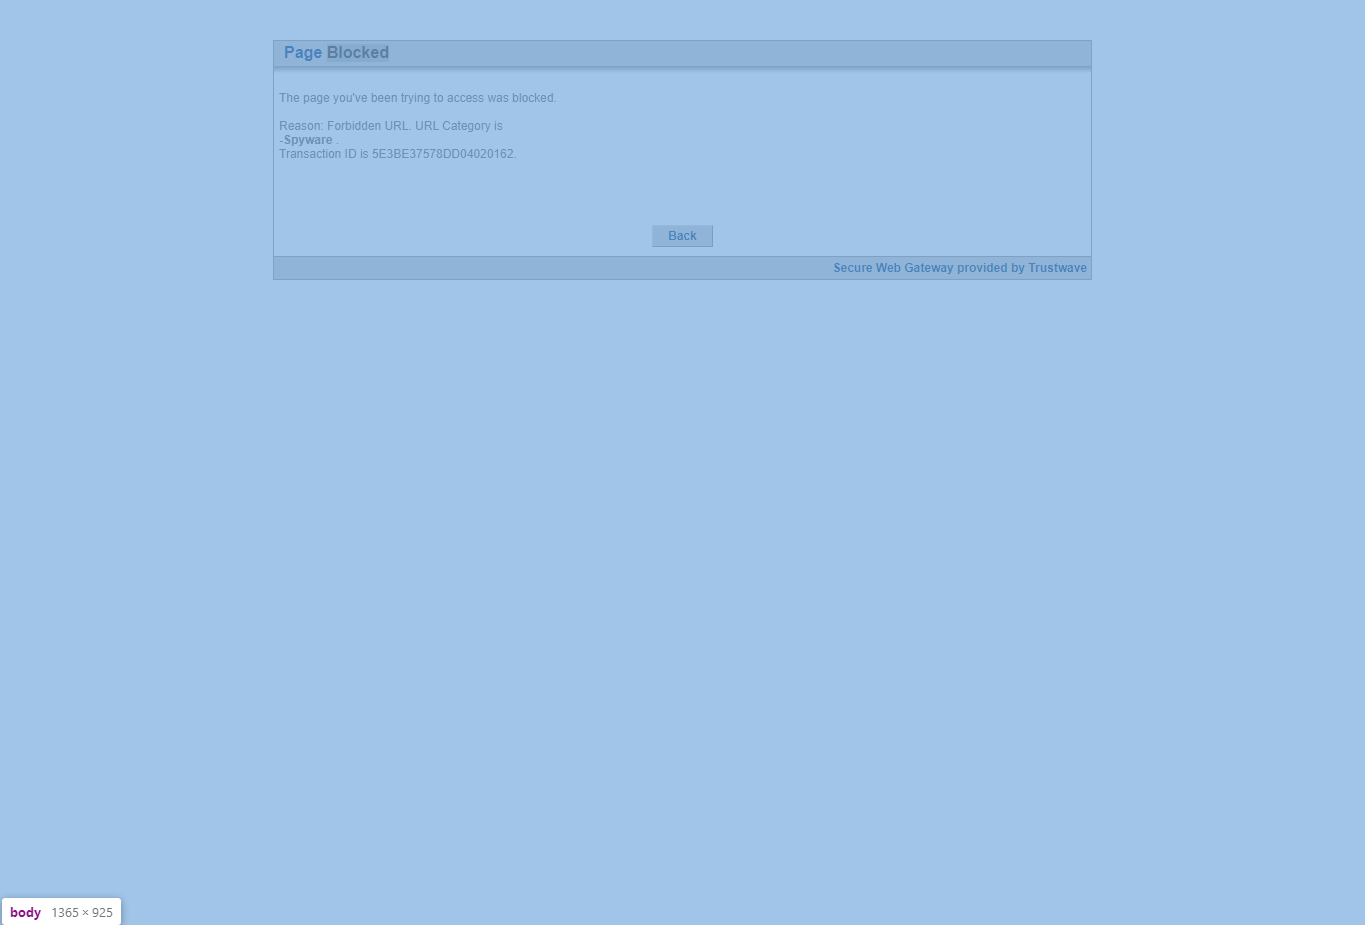 Page Blocked
The page you've been trying to access was blocked.
Reason: Forbidden URL. URL Category is
-Spyware .
Transaction ID is 5E3BE37578DD04020162.
Back
Secure Web Gateway provided by Trustwave
body 1365 × 925